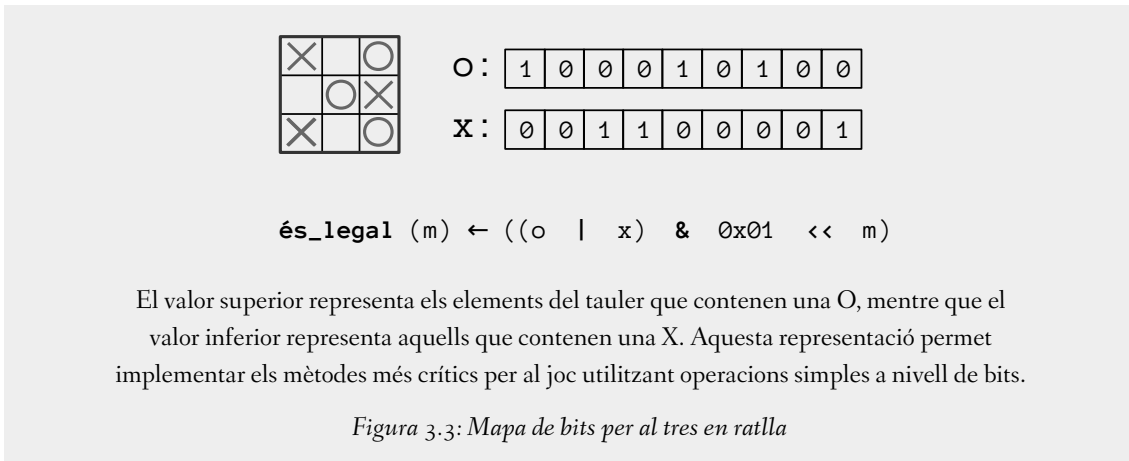 X O
O X
X O
O: 1 0 0 0 1 0 1 0 0
X: 0 0 1 1 0 0 0 0 1
és_legal (m) ← ((o | x) & 0x01 << m)
El valor superior representa els elements del tauler que contenen una O, mentre que el
valor inferior representa aquells que contenen una X. Aquesta representació permet
implementar els mètodes més crítics per al joc utilitzant operacions simples a nivell de bits.
Figura 3.3: Mapa de bits per al tres en ratlla